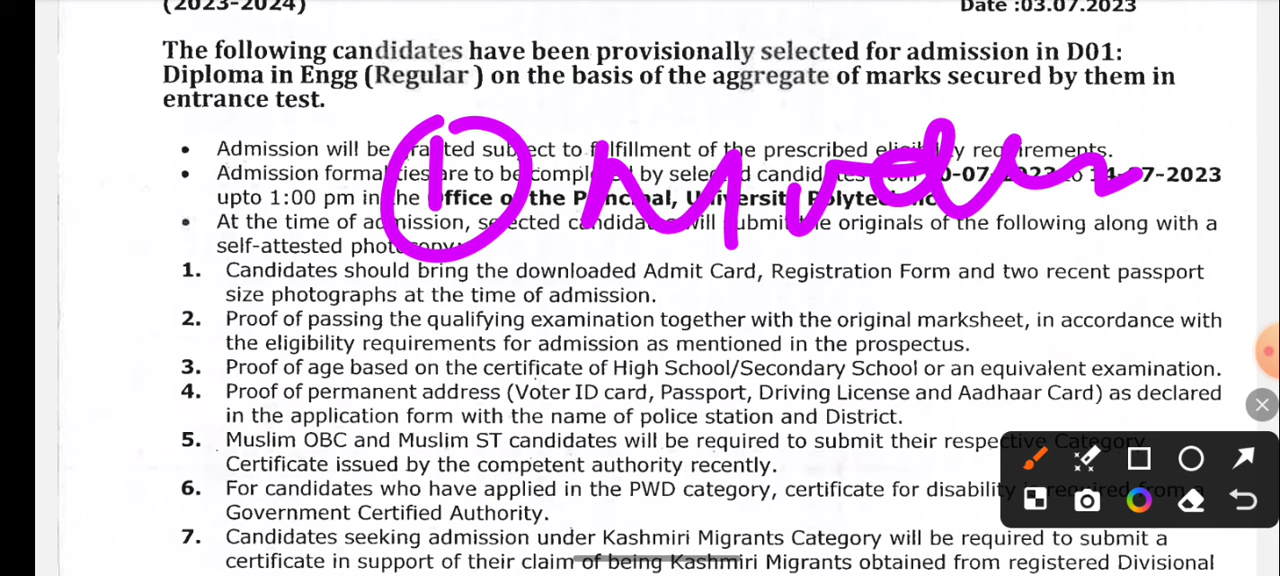 (2023-2024) Date :03.07.2023
The following candidates have been provisionally selected for admission in D01:
Diploma in Engg (Regular ) on the basis of the aggregate of marks secured by them in
entrance test.
• Admission will be granted subject to fulfillment of the prescribed eligibility requirements.
• Admission formalities are to be completed by selected candidates from 10-07-2023 to 14-07-2023
upto 1:00 pm in the Office of the Principal, University Polytechnic
• At the time of admission, selected candidates will submit the originals of the following along with a
self-attested photocopy:
1. Candidates should bring the downloaded Admit Card, Registration Form and two recent passport
size photographs at the time of admission.
2. Proof of passing the qualifying examination together with the original marksheet, in accordance with
the eligibility requirements for admission as mentioned in the prospectus.
3. Proof of age based on the certificate of High School/Secondary School or an equivalent examination.
4. Proof of permanent address (Voter ID card, Passport, Driving License and Aadhaar Card) as declared
in the application form with the name of police station and District.
5. Muslim OBC and Muslim ST candidates will be required to submit their respective Category
Certificate issued by the competent authority recently.
6. For candidates who have applied in the PWD category, certificate for disability is required from a
Government Certified Authority.
7. Candidates seeking admission under Kashmiri Migrants Category will be required to submit a
certificate in support of their claim of being Kashmiri Migrants obtained from registered Divisional
1